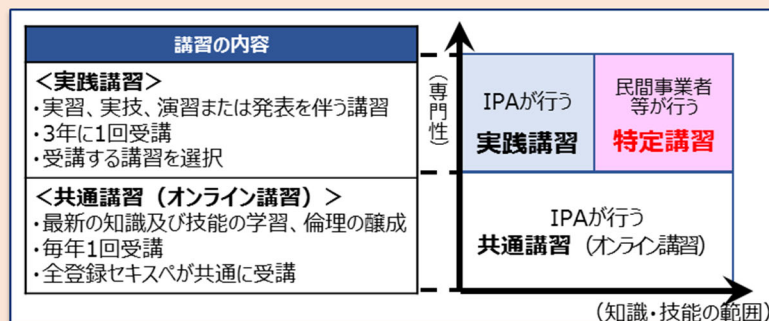 講習の内容
＜実践講習＞
・実習、実技、演習または発表を伴う講習
・3年に1回受講
・受講する講習を選択
＜共通講習（オンライン講習）＞
・最新の知識及び技能の学習、倫理の醸成
・毎年1回受講
・全登録セキスペが共通に受講
（専門性）
IPAが行う
実践講習
民間事業者
等が行う
特定講習
IPAが行う
共通講習（オンライン講習）
（知識・技能の範囲）